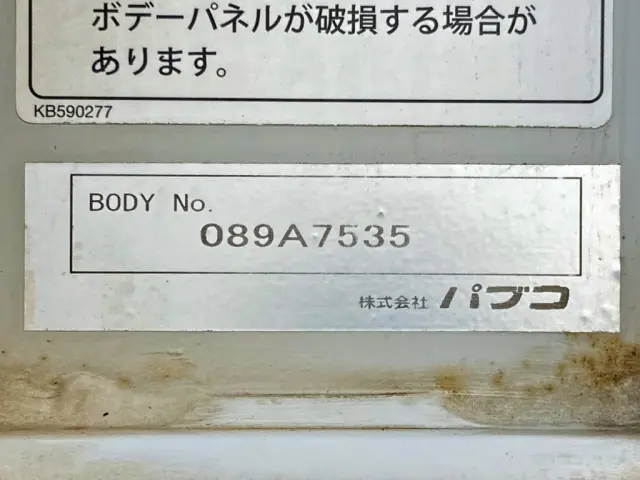 ボデーパネルが破損する場合が
あります。
KB590277
BODY No.
089A7535
株式会社 パブコ